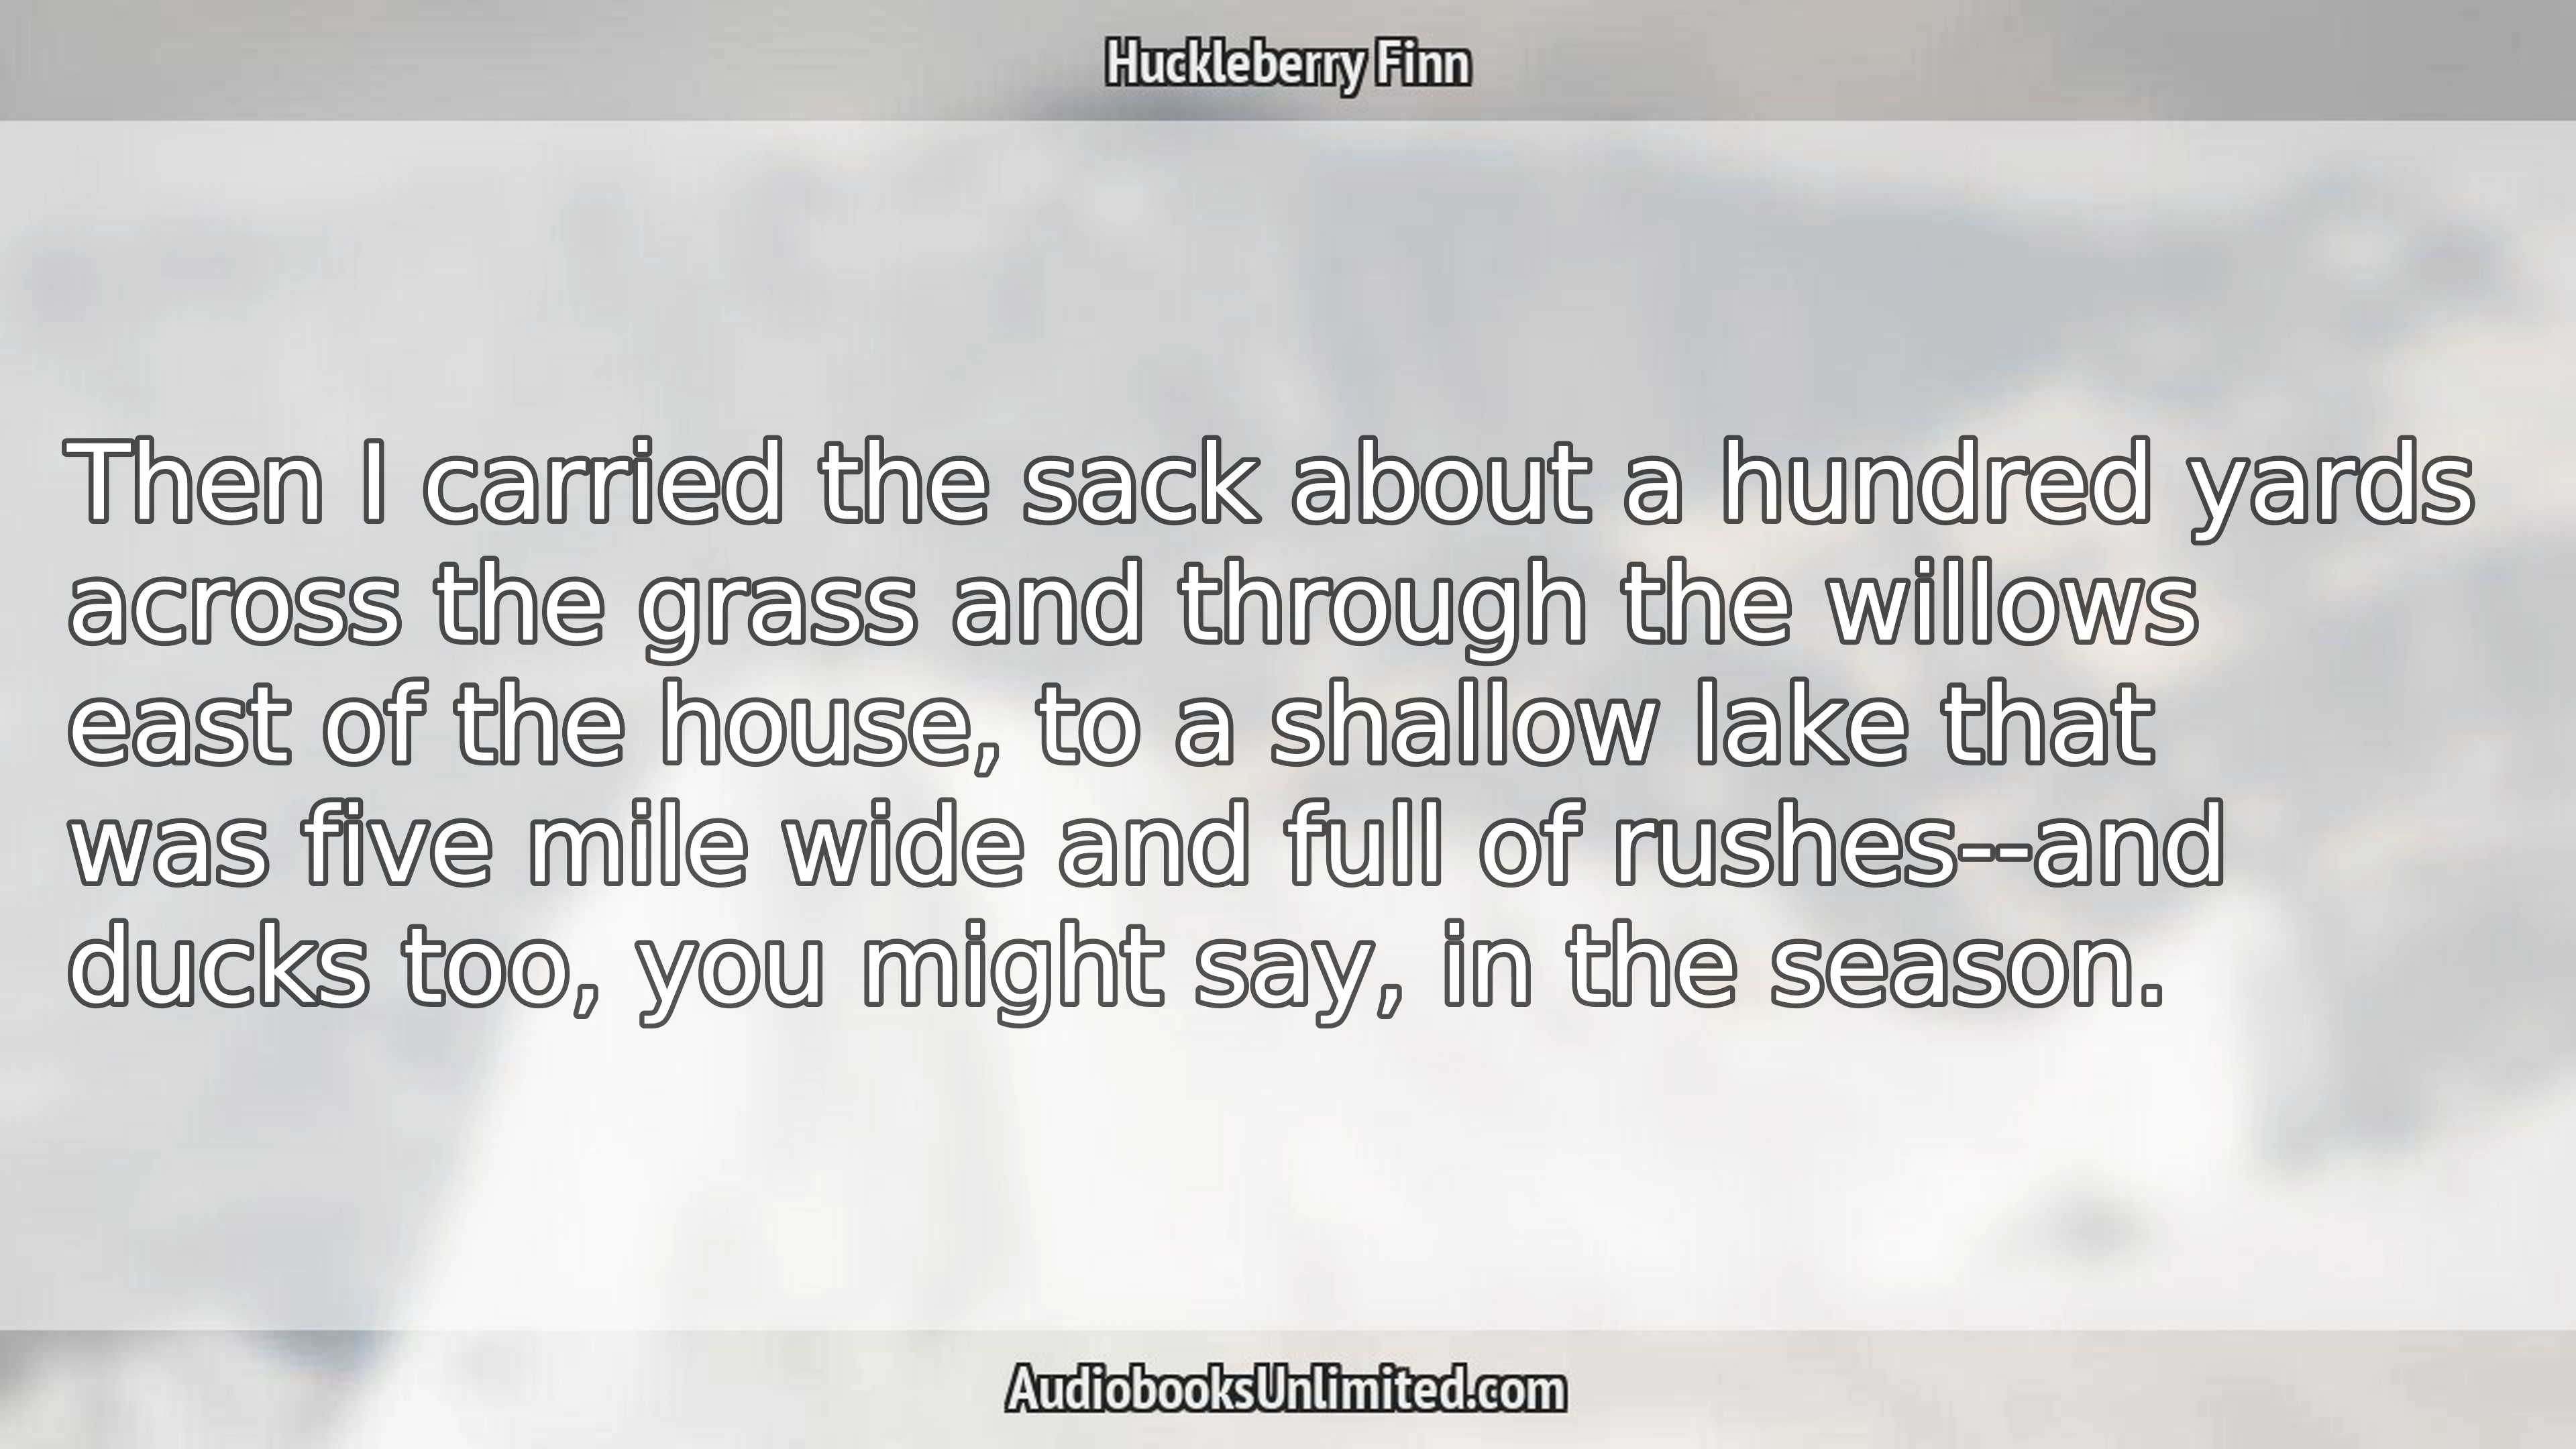 Huckleberry Finn
Then I carried the sack about a hundred yards
across the grass and through the willows
east of the house, to a shallow lake that
was five mile wide and full of rushes--and
ducks too, you might say, in the season.
AudiobooksUnlimited.com